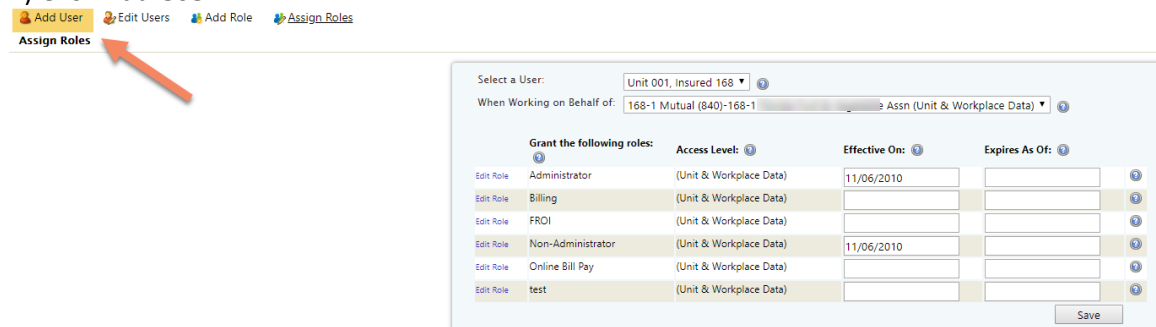 Add User Edit Users Add Role Assign Roles
Assign Roles
Select a User: Unit 001, Insured 168
When Working on Behalf of: 168-1 Mutual (840)-168-1 Assn (Unit & Workplace Data)
Grant the following roles: Access Level: Effective On: Expires As Of:
Edit Role Administrator (Unit & Workplace Data) 11/06/2010
Edit Role Billing (Unit & Workplace Data)
Edit Role FROI (Unit & Workplace Data)
Edit Role Non-Administrator (Unit & Workplace Data) 11/06/2010
Edit Role Online Bill Pay (Unit & Workplace Data)
Edit Role test (Unit & Workplace Data)
Save